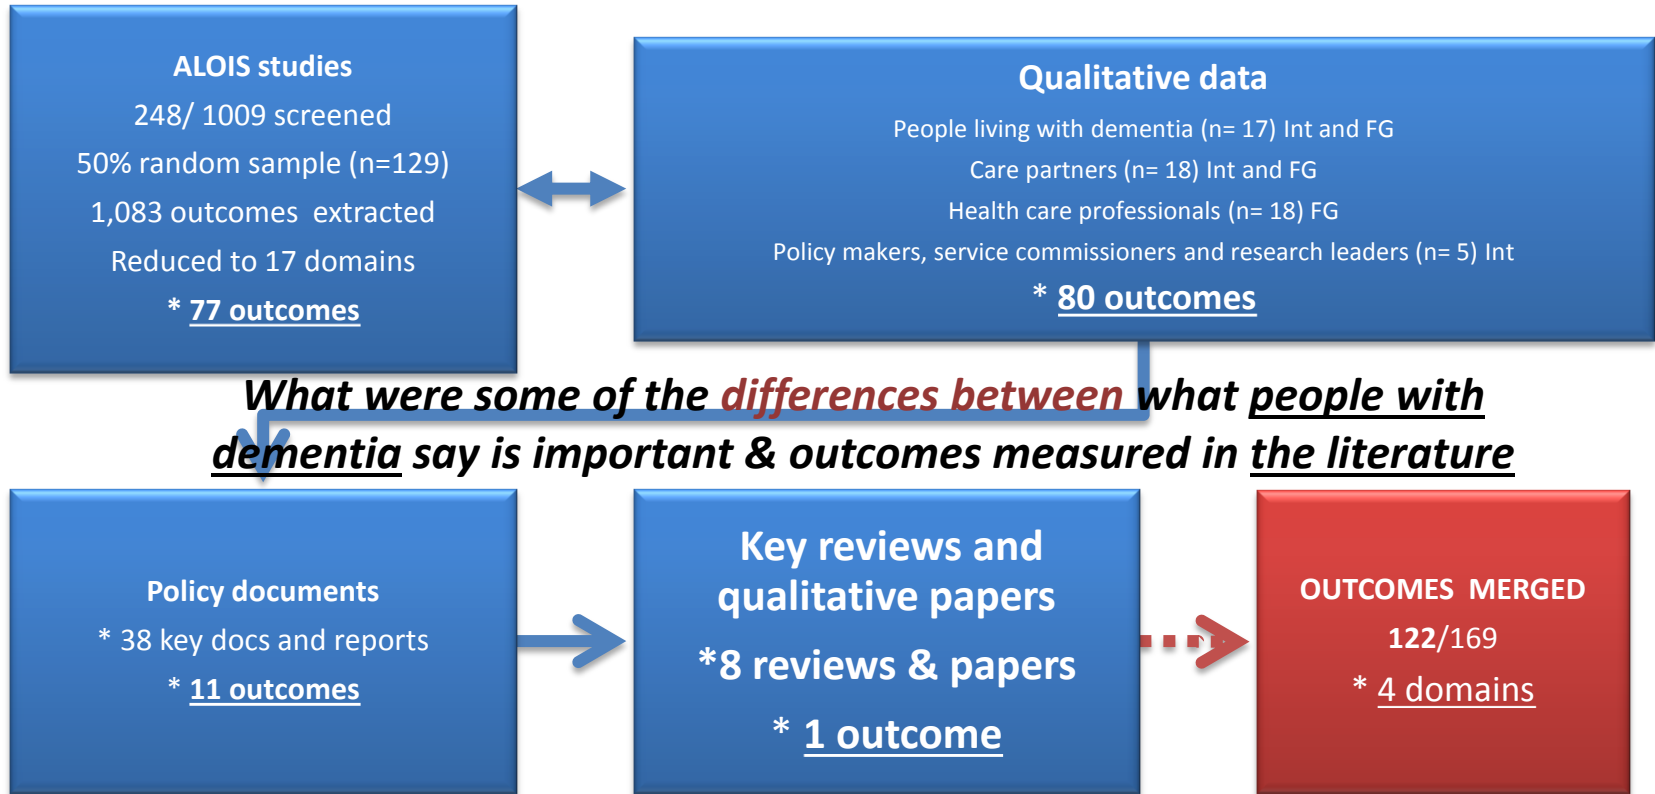 ALOIS studies
248/ 1009 screened
50% random sample (n=129)
1,083 outcomes extracted
Reduced to 17 domains
* 77 outcomes
Qualitative data
People living with dementia (n= 17) Int and FG
Care partners (n= 18) Int and FG
Health care professionals (n= 18) FG
Policy makers, service commissioners and research leaders (n= 5) Int
* 80 outcomes
What were some of the differences between what people with
dementia say is important & outcomes measured in the literature
Policy documents
* 38 key docs and reports
* 11 outcomes
Key reviews and
qualitative papers
*8 reviews & papers
* 1 outcome
OUTCOMES MERGED
122/169
* 4 domains